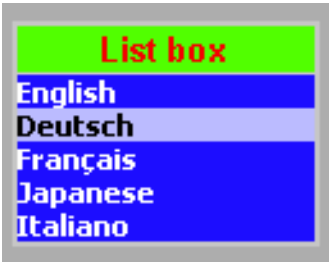 List box
English
Deutsch
Français
Japanese
Italiano